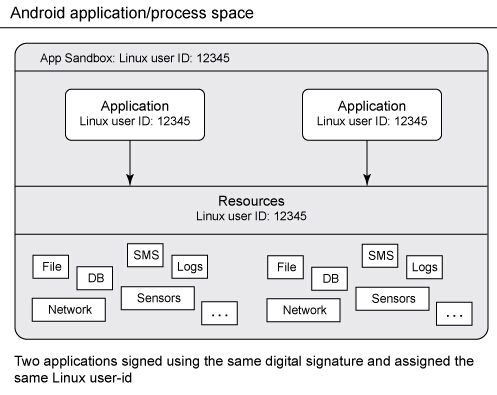 Android application/process space
App Sandbox: Linux user ID: 12345
Application
Linux user ID: 12345
Application
Linux user ID: 12345
Resources
Linux user ID: 12345
File
DB
SMS
Logs
Network
Sensors
...
File
DB
SMS
Logs
Network
Sensors
...
Two applications signed using the same digital signature and assigned the
same Linux user-id